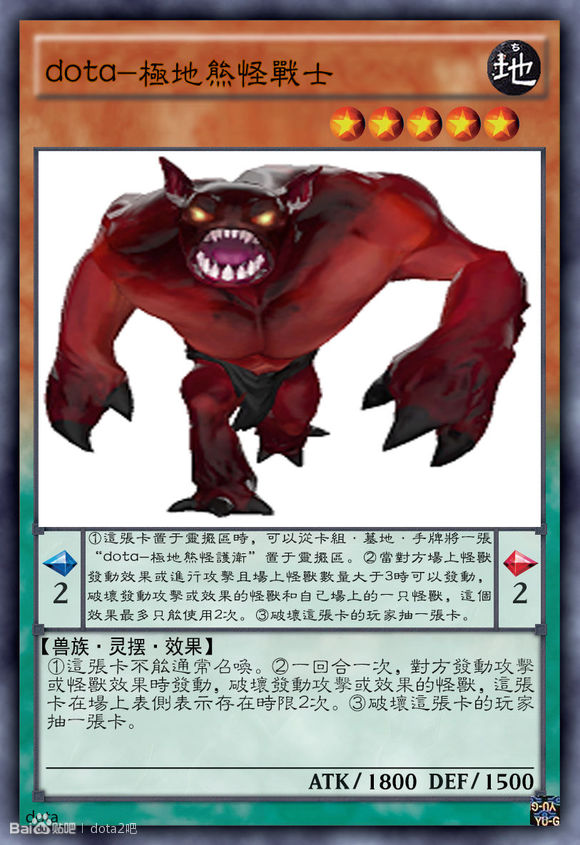 dota-極地熊怪戰士
ち
地
①這張卡置于靈擺區時，可以從卡組·墓地·手牌將一張
“dota-極地熊怪護衛”置于靈擺區。②當對方場上怪獸
發動效果或進行攻擊且場上怪獸數量大于3時可以發動，
破壞發動攻擊或效果的怪獸和自己場上的一只怪獸，這個
效果最多只能使用2次。③破壞這張卡的玩家抽一張卡。
2
2
【兽族·灵摆·效果】
①這張卡不能通常召喚。②一回合一次，對方發動攻擊
或怪獸效果時發動，破壞發動攻擊或效果的怪獸，這張
卡在場上表側表示存在時限2次。③破壞這張卡的玩家
抽一張卡。
ATK/1800 DEF/1500
dota
Bai贴吧 | dota2吧
YU-G
YU-G